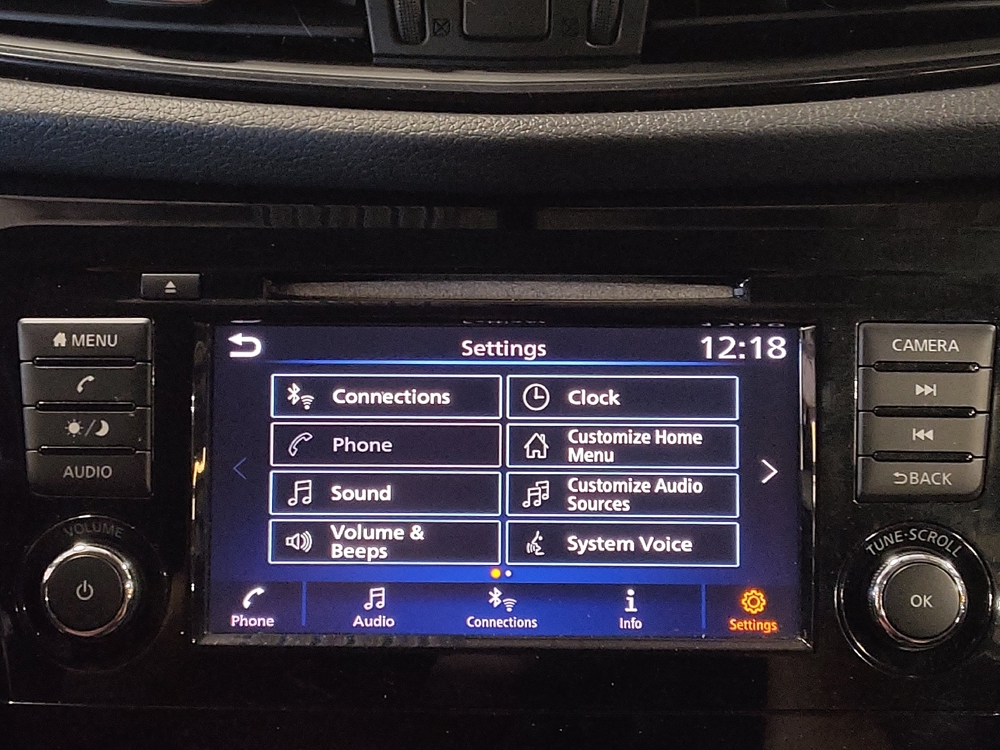 Settings
12:18
MENU
AUDIO
VOLUME
Connections
Clock
Phone
Customize Home
Menu
Sound
Customize Audio
Sources
Volume &
Beeps
System Voice
Phone
Audio
Connections
Info
Settings
CAMERA
BACK
TUNE·SCROLL
OK